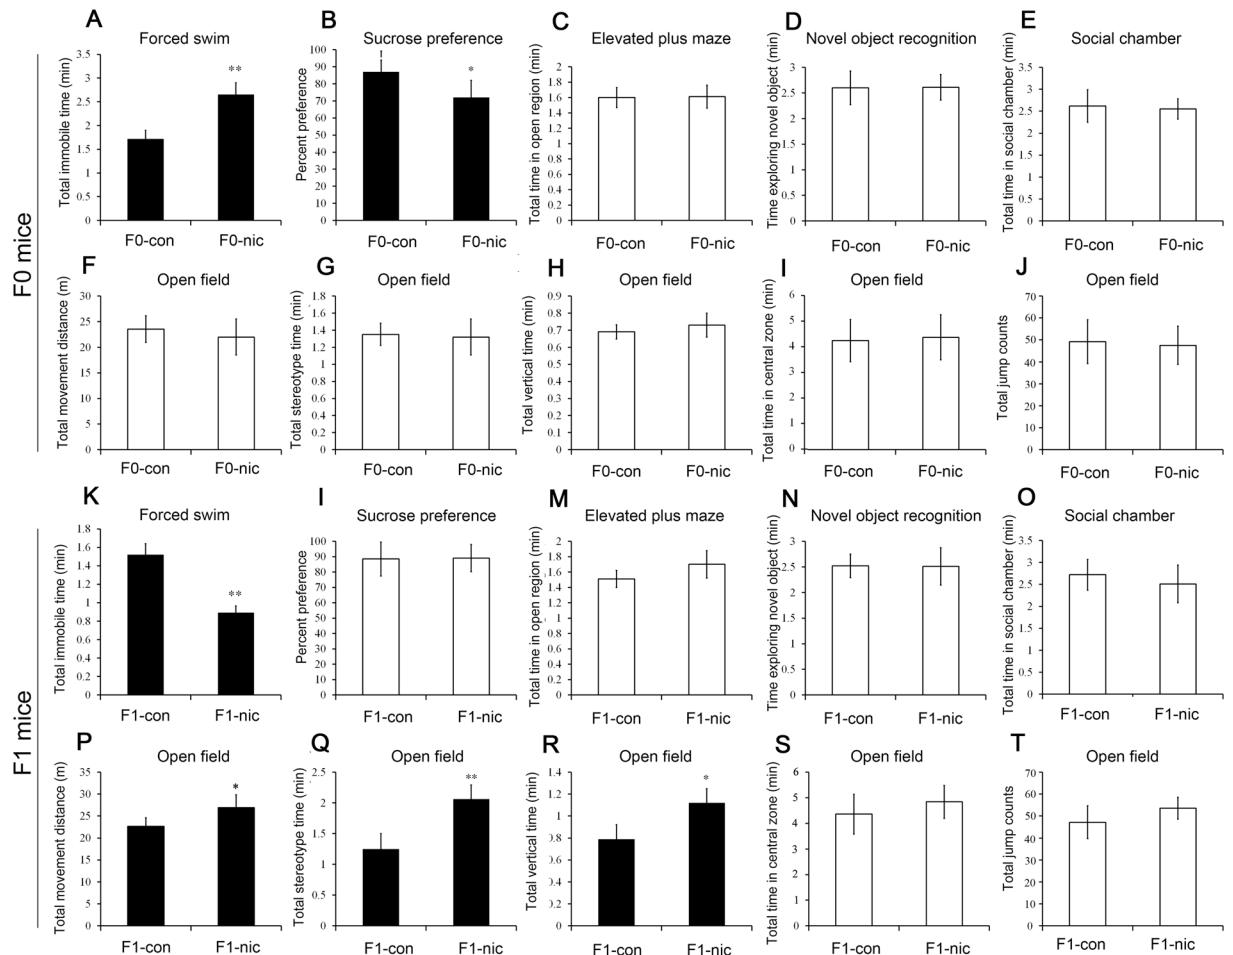 F0 mice
A
Forced swim
Total immobile time (min)
3.5
3
2.5
2
1.5
1
0.5
0
**
F0-con F0-nic
B
Sucrose preference
Percent preference
100
90
80
70
60
50
40
30
20
10
0
*
F0-con F0-nic
C
Elevated plus maze
Total time in open region (min)
2
1.8
1.6
1.4
1.2
1
0.8
0.6
0.4
0.2
0
F0-con F0-nic
D
Novel object recognition
Time exploring novel object (min)
3
2.5
2
1.5
1
0.5
0
F0-con F0-nic
E
Social chamber
Total time in social chamber (min)
3.5
3
2.5
2
1.5
1
0.5
0
F0-con F0-nic
F
Open field
Total movement distance (m)
30
25
20
15
10
5
0
F0-con F0-nic
G
Open field
Total stereotype time (min)
1.8
1.6
1.4
1.2
1
0.8
0.6
0.4
0.2
0
F0-con F0-nic
H
Open field
Total vertical time (min)
0.9
0.8
0.7
0.6
0.5
0.4
0.3
0.2
0.1
0
F0-con F0-nic
I
Open field
Total time in central zone (min)
6
5
4
3
2
1
0
F0-con F0-nic
J
Open field
Total jump counts
70
60
50
40
30
20
10
0
F0-con F0-nic
F1 mice
K
Forced swim
Total immobile time (min)
1.8
1.6
1.4
1.2
1
0.8
0.6
0.4
0.2
0
**
F1-con F1-nic
I
Sucrose preference
Percent preference
100
90
80
70
60
50
40
30
20
10
0
F1-con F1-nic
M
Elevated plus maze
Total time in open region (min)
2
1.8
1.6
1.4
1.2
1
0.8
0.6
0.4
0.2
0
F1-con F1-nic
N
Novel object recognition
Time exploring novel object (min)
3
2.5
2
1.5
1
0.5
0
F1-con F1-nic
O
Social chamber
Total time in social chamber (min)
3.5
3
2.5
2
1.5
1
0.5
0
F1-con F1-nic
P
Open field
Total movement distance (m)
35
30
25
20
15
10
5
0
*
F1-con F1-nic
Q
Open field
Total stereotype time (min)
2.5
2
1.5
1
0.5
0
**
F1-con F1-nic
R
Open field
Total vertical time (min)
1.4
1.2
1
0.8
0.6
0.4
0.2
0
*
F1-con F1-nic
S
Open field
Total time in central zone (min)
6
5
4
3
2
1
0
F1-con F1-nic
T
Open field
Total jump counts
70
60
50
40
30
20
10
0
F1-con F1-nic